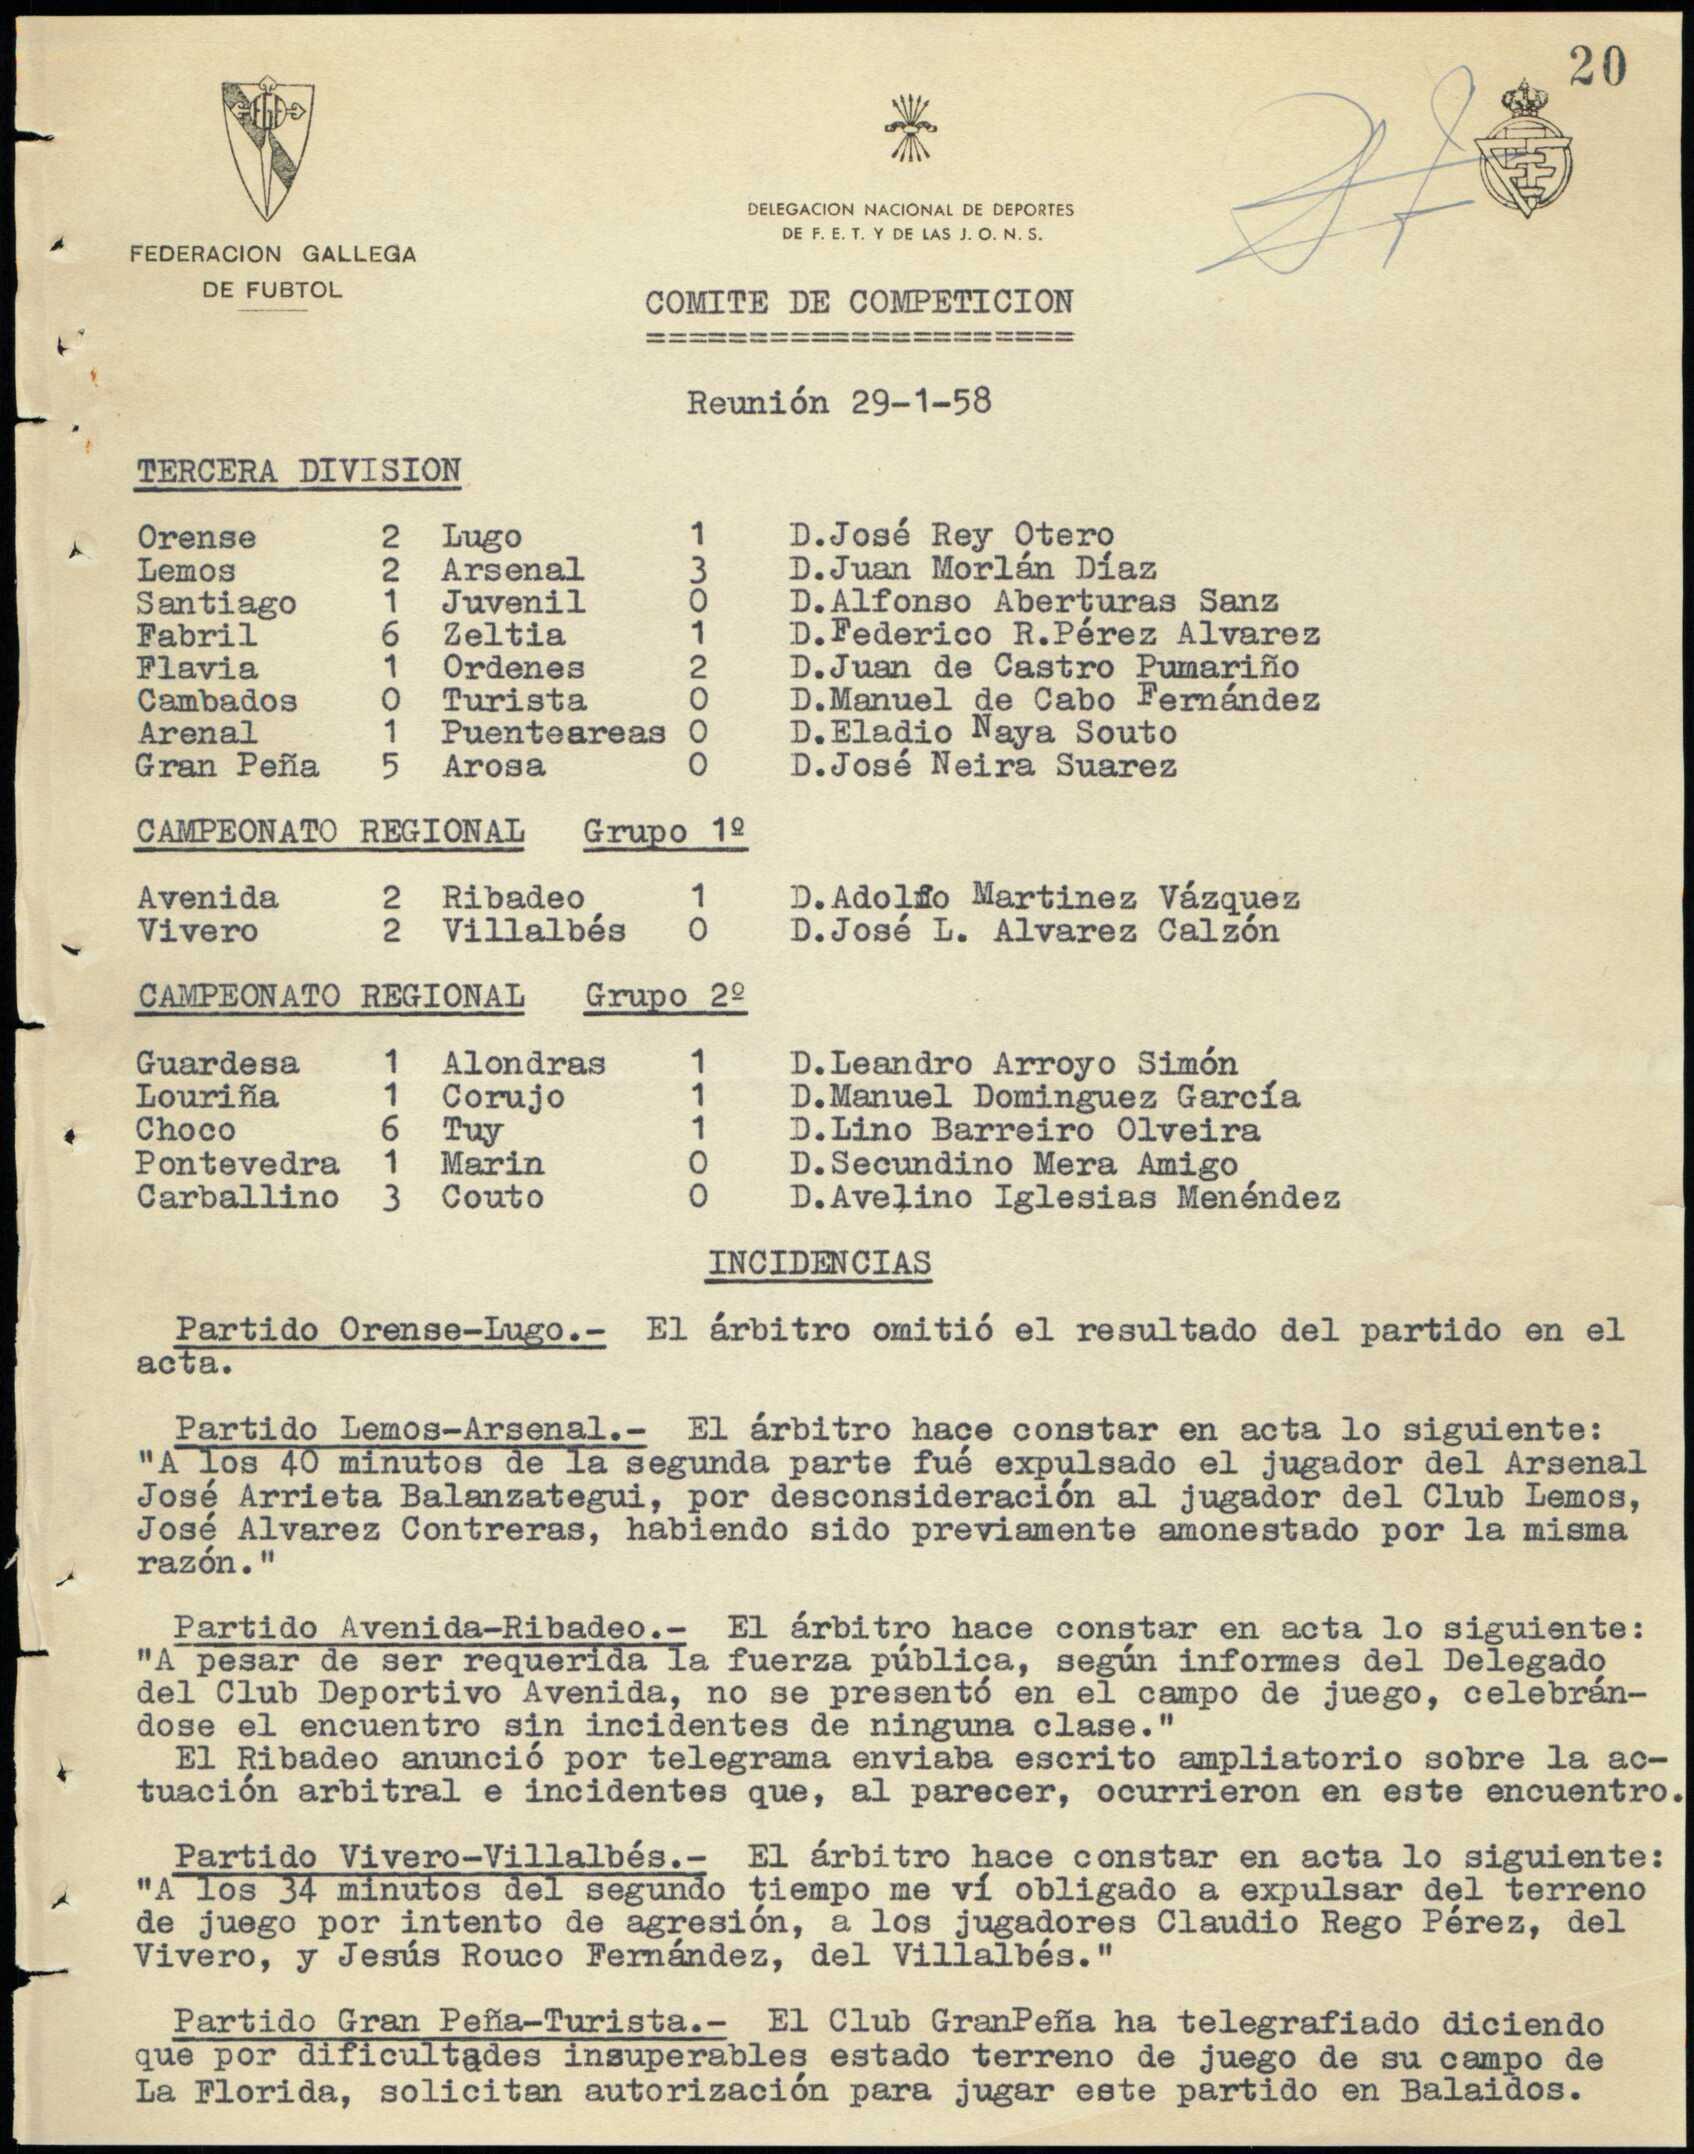 20
FEDERACION GALLEGA
DE FUBTOL
DELEGACION NACIONAL DE DEPORTES
DE F. E. T. Y DE LAS J. O. N. S.
COMITE DE COMPETICION
=====================
Reunión 29-1-58
TERCERA DIVISION
Orense 2 Lugo 1 D.José Rey Otero
Lemos 2 Arsenal 3 D.Juan Morlán Díaz
Santiago 1 Juvenil 0 D.Alfonso Aberturas Sanz
Fabril 6 Zeltia 1 D.Federico R.Pérez Alvarez
Flavia 1 Ordenes 2 D.Juan de Castro Pumariño
Cambados 0 Turista 0 D.Manuel de Cabo Fernández
Arenal 1 Puenteareas 0 D.Eladio Naya Souto
Gran Peña 5 Arosa 0 D.José Neira Suarez
CAMPEONATO REGIONAL Grupo 1º
Avenida 2 Ribadeo 1 D.Adolfo Martinez Vázquez
Vivero 2 Villalbés 0 D.José L. Alvarez Calzón
CAMPEONATO REGIONAL Grupo 2º
Guardesa 1 Alondras 1 D.Leandro Arroyo Simón
Louriña 1 Corujo 1 D.Manuel Dominguez García
Choco 6 Tuy 1 D.Lino Barreiro Olveira
Pontevedra 1 Marin 0 D.Secundino Mera Amigo
Carballino 3 Couto 0 D.Avelino Iglesias Menéndez
INCIDENCIAS
Partido Orense-Lugo.- El árbitro omitió el resultado del partido en el
acta.
Partido Lemos-Arsenal.- El árbitro hace constar en acta lo siguiente:
"A los 40 minutos de la segunda parte fué expulsado el jugador del Arsenal
José Arrieta Balanzategui, por desconsideración al jugador del Club Lemos,
José Alvarez Contreras, habiendo sido previamente amonestado por la misma
razón."
Partido Avenida-Ribadeo.- El árbitro hace constar en acta lo siguiente:
"A pesar de ser requerida la fuerza pública, según informes del Delegado
del Club Deportivo Avenida, no se presentó en el campo de juego, celebrán-
dose el encuentro sin incidentes de ninguna clase."
El Ribadeo anunció por telegrama enviaba escrito ampliatorio sobre la ac-
tuación arbitral e incidentes que, al parecer, ocurrieron en este encuentro.
Partido Vivero-Villalbés.- El árbitro hace constar en acta lo siguiente:
"A los 34 minutos del segundo tiempo me ví obligado a expulsar del terreno
de juego por intento de agresión, a los jugadores Claudio Rego Pérez, del
Vivero, y Jesús Rouco Fernández, del Villalbés."
Partido Gran Peña-Turista.- El Club GranPeña ha telegrafiado diciendo
que por dificultades insuperables estado terreno de juego de su campo de
La Florida, solicitan autorización para jugar este partido en Balaidos.